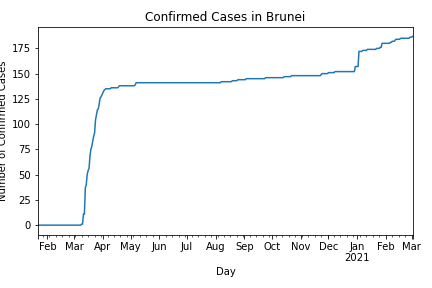 Confirmed Cases in Brunei
Number of Confirmed Cases
175
150
125
100
75
50
25
0
Feb Mar Apr May Jun Jul Aug Sep Oct Nov Dec Jan Feb Mar
2021
Day